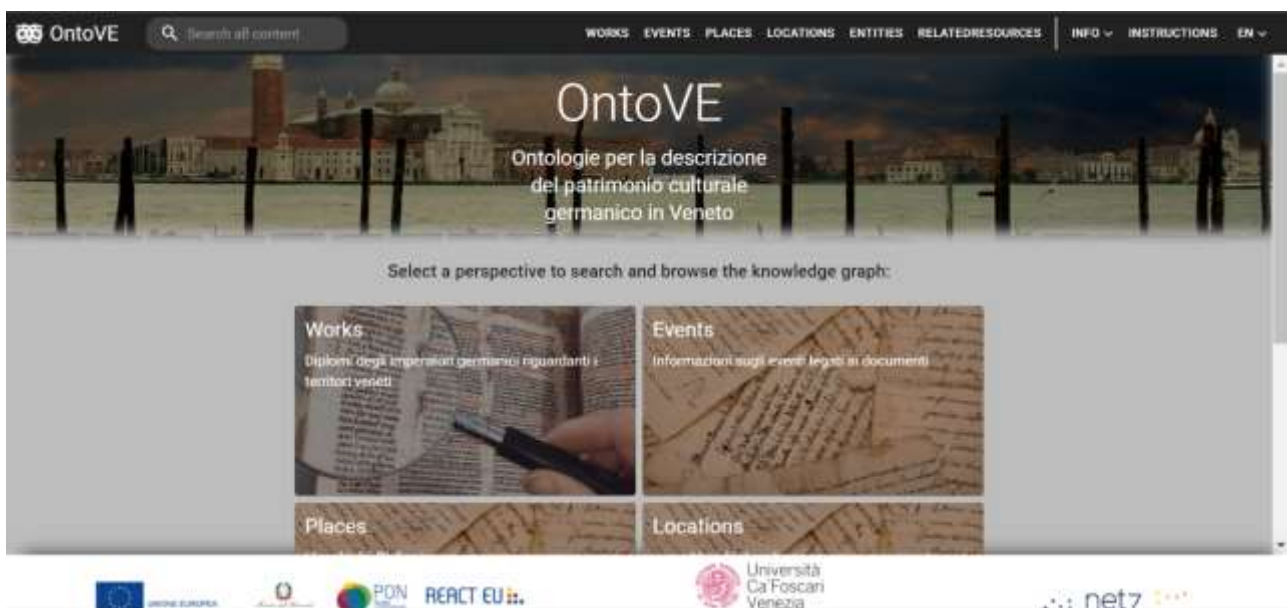 OntoVE
Search all content
WORKS EVENTS PLACES LOCATIONS ENTITIES RELATEDRESOURCES INFO INSTRUCTIONS EN
OntoVE
Ontologie per la descrizione
del patrimonio culturale
germanico in Veneto
Select a perspective to search and browse the knowledge graph:
Works
Diplomi degli imperatori germanici riguardanti i
territori veneti
Events
Informazioni sugli eventi legati ai documenti
Places
Locations
UNIONE EUROPEA
PON
REACT EU
Università
Ca'Foscari
Venezia
netz